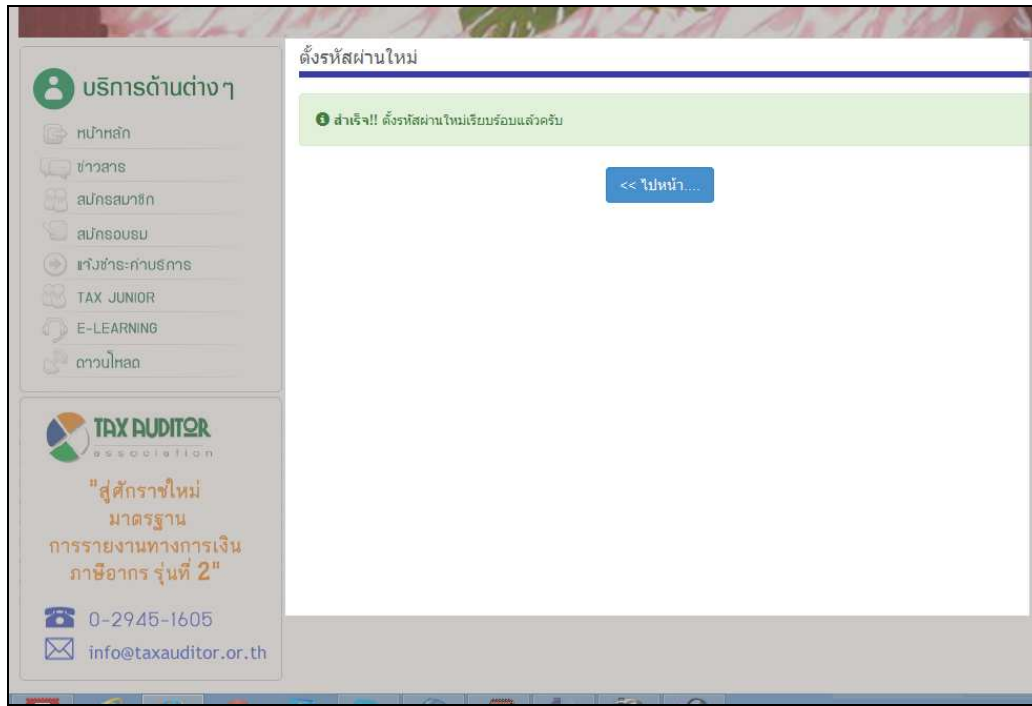 ตั้งรหัสผ่านใหม่
สำเร็จ!! ตั้งรหัสผ่านใหม่เรียบร้อบแล้วครับ
<< ไปหน้า....
บริการด้านต่างๆ
หน้าหลัก
ข่าวสาร
สมัครสมาชิก
สมัครอบรม
แจ้งชำระค่าบริการ
TAX JUNIOR
E-LEARNING
ดาวน์โหลด
TAX AUDITOR
association
"สู่ศักราชใหม่
มาตรฐาน
การรายงานทางการเงิน
ภาษีอากร รุ่นที่ 2"
0-2945-1605
info@taxauditor.or.th